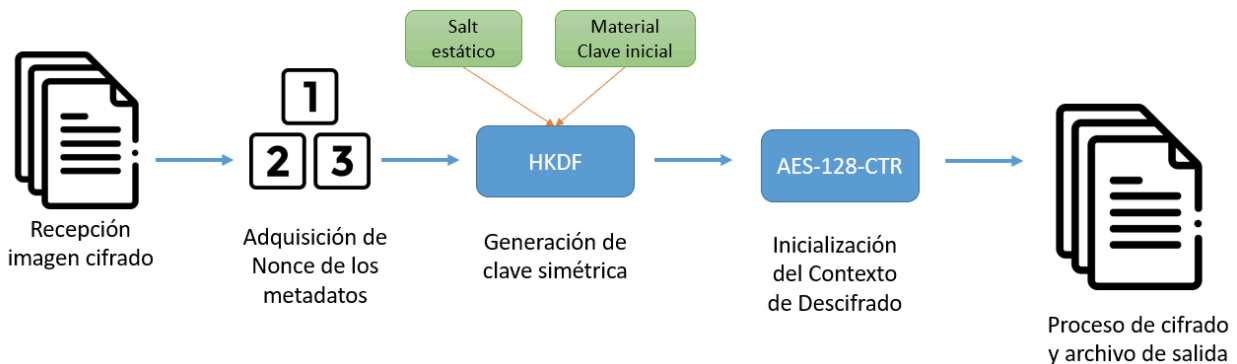 Salt
estático
Material
Clave inicial
1
2 3
HKDF
AES-128-CTR
Recepción
imagen cifrado
Adquisición de
Nonce de los
metadatos
Generación de
clave simétrica
Inicialización
del Contexto
de Descifrado
Proceso de cifrado
y archivo de salida